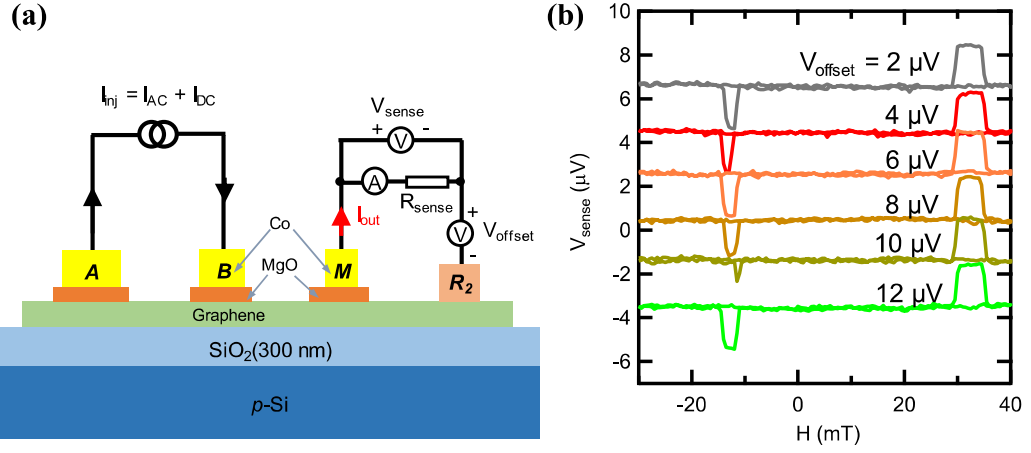 (a)
I_inj = I_AC + I_DC
V_sense
+ V -
A
R_sense
I_out
+
V V_offset
-
Co
MgO
A B M R_2
Graphene
SiO_2(300 nm)
p-Si
(b)
V_offset = 2 µV
4 µV
6 µV
8 µV
10 µV
12 µV
V_sense (µV)
10
8
6
4
2
0
-2
-4
-6
-20 0 20 40
H (mT)